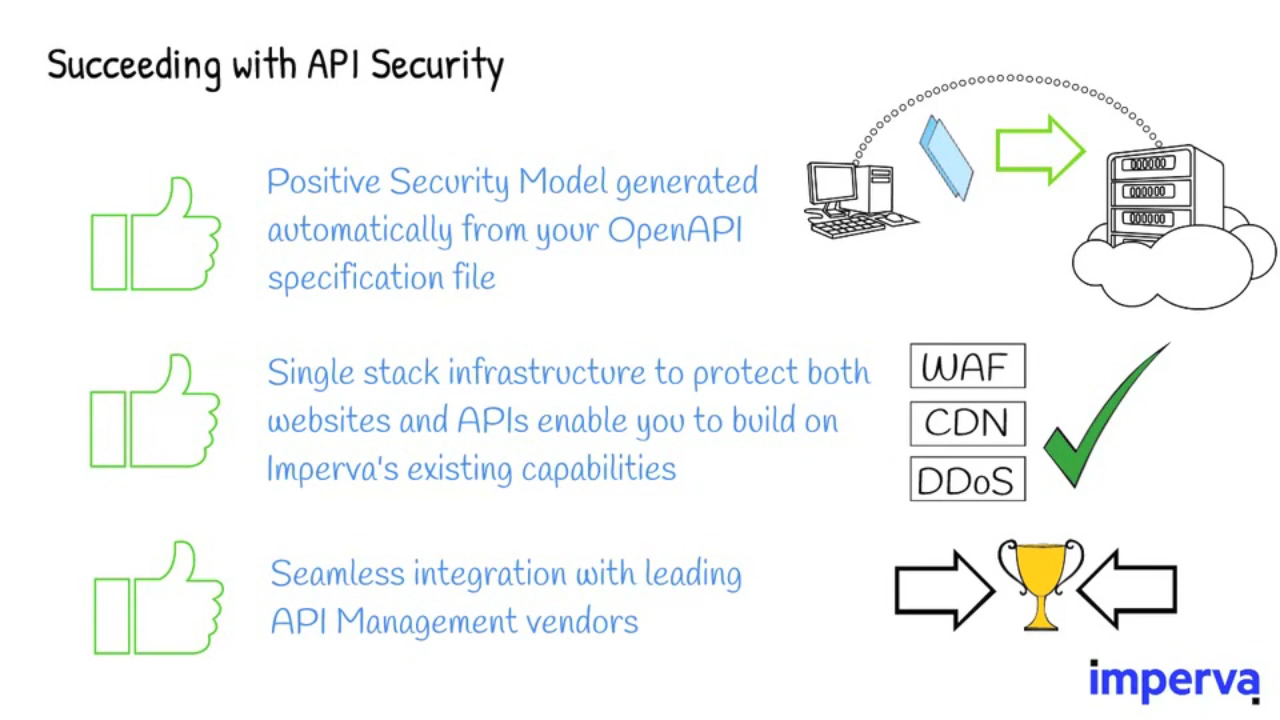 Succeeding with API Security
Positive Security Model generated
automatically from your OpenAPI
specification file
Single stack infrastructure to protect both
websites and APIs enable you to build on
Imperva's existing capabilities
WAF
CDN
DDoS
Seamless integration with leading
API Management vendors
imperva